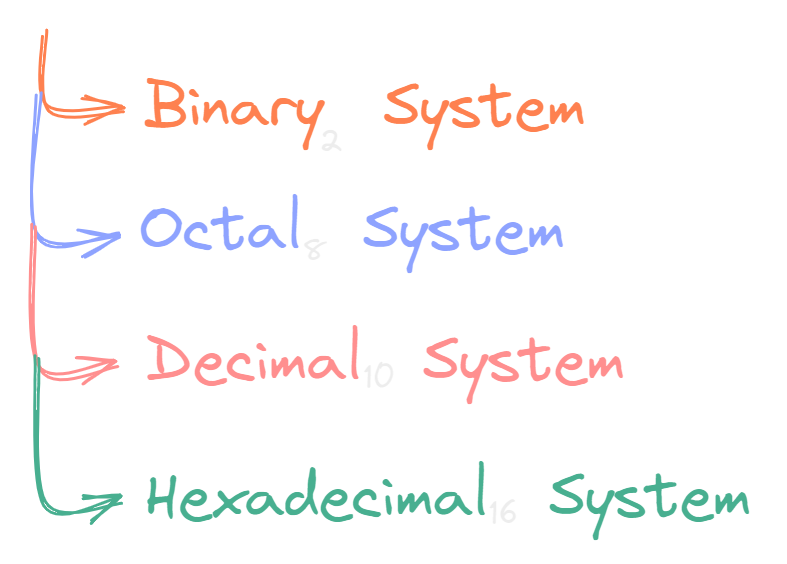 Binary₂ System
Octal₈ System
Decimal₁₀ System
Hexadecimal₁₆ System